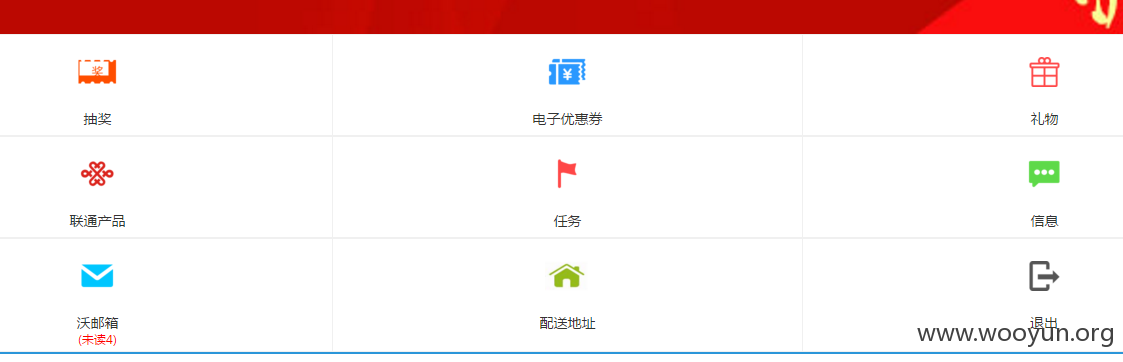 奖
¥
抽奖
电子优惠券
礼物
联通产品
任务
信息
沃邮箱
(未读4)
配送地址
退出
www.wooyun.org